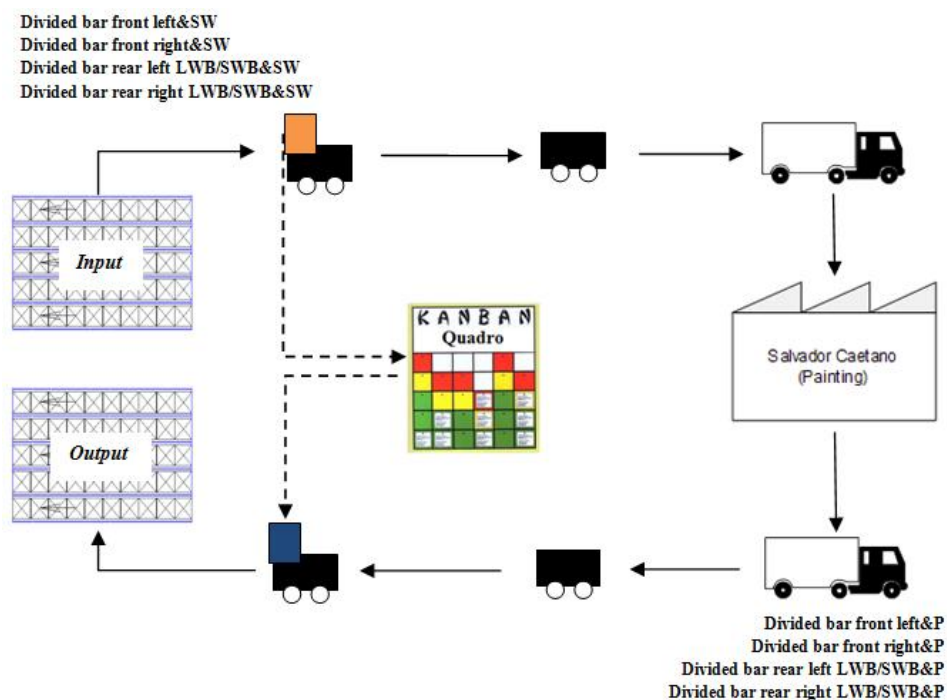 Divided bar front left&SW
Divided bar front right&SW
Divided bar rear left LWB/SWB&SW
Divided bar rear right LWB/SWB&SW
Input
KANBAN
Quadro
Salvador Caetano
(Painting)
Output
Divided bar front left&P
Divided bar front right&P
Divided bar rear left LWB/SWB&P
Divided bar rear right LWB/SWB&P